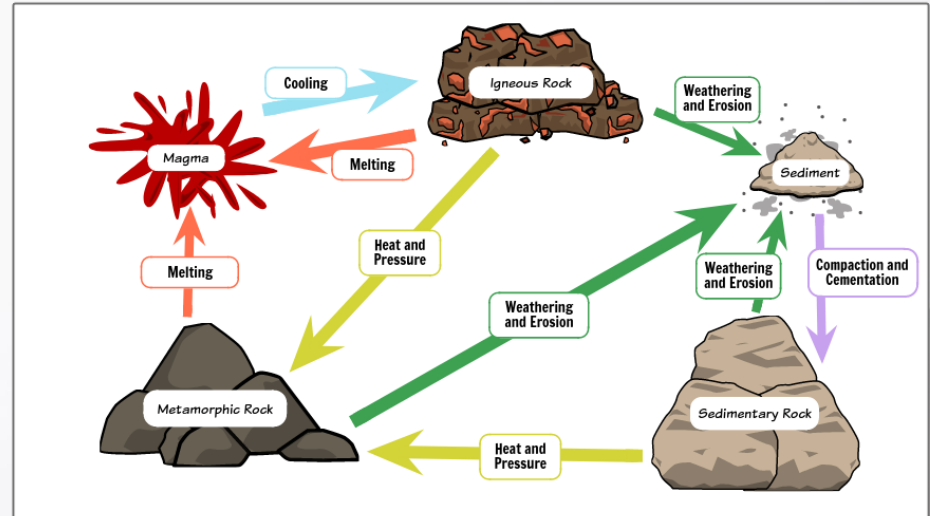 Cooling
Igneous Rock
Weathering
and Erosion
Magma
Melting
Sediment
Heat and
Pressure
Melting
Weathering
and Erosion
Weathering
and Erosion
Compaction and
Cementation
Metamorphic Rock
Sedimentary Rock
Heat and
Pressure